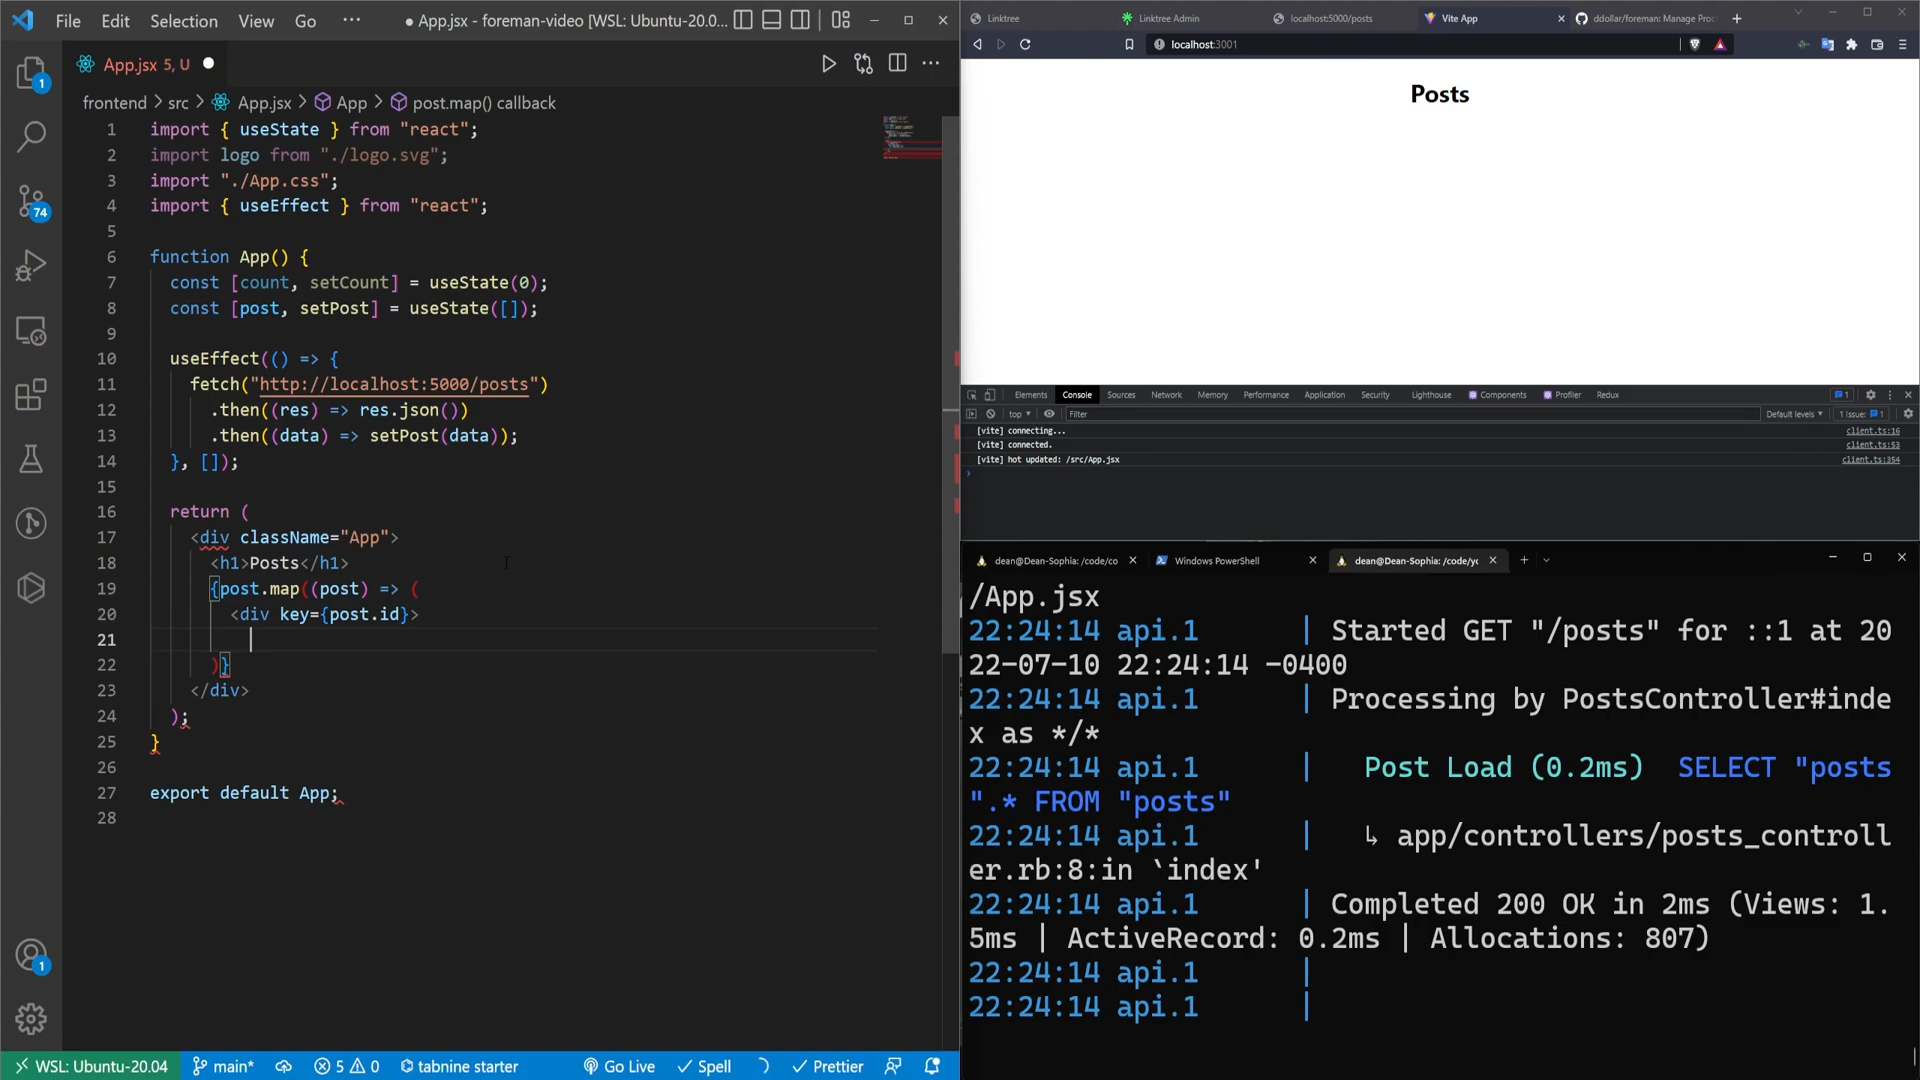 File Edit Selection View Go ··· ● App.jsx - foreman-video [WSL: Ubuntu-20.0...
App.jsx 5, U ●
frontend > src > App.jsx > App > post.map() callback
1 import { useState } from "react";
2 import logo from "./logo.svg";
3 import "./App.css";
4 import { useEffect } from "react";
5
6 function App() {
7 const [count, setCount] = useState(0);
8 const [post, setPost] = useState([]);
9
10 useEffect(() => {
11 fetch("http://localhost:5000/posts")
12 .then((res) => res.json())
13 .then((data) => setPost(data));
14 }, []);
15
16 return (
17 <div className="App">
18 <h1>Posts</h1>
19 {post.map((post) => (
20 <div key={post.id}>
21
22 )}
23 </div>
24 );
25 }
26
27 export default App;
28
1
74
1
WSL: Ubuntu-20.04 main* 5 0 tabnine starter Go Live Spell Prettier
Linktree Linktree Admin localhost:5000/posts Vite App ddollar/foreman: Manage Proc
localhost:3001
Posts
Elements Console Sources Network Memory Performance Application Security Lighthouse Components Profiler Redux 1
top Filter Default levels 1 Issue: 1
[vite] connecting... client.ts:16
[vite] connected. client.ts:53
[vite] hot updated: /src/App.jsx client.ts:354
dean@Dean-Sophia: /code/co Windows PowerShell dean@Dean-Sophia: /code/yc
/App.jsx
22:24:14 api.1 | Started GET "/posts" for ::1 at 20
22-07-10 22:24:14 -0400
22:24:14 api.1 | Processing by PostsController#inde
x as */*
22:24:14 api.1 | Post Load (0.2ms) SELECT "posts
".* FROM "posts"
22:24:14 api.1 | ↳ app/controllers/posts_controll
er.rb:8:in `index'
22:24:14 api.1 | Completed 200 OK in 2ms (Views: 1.
5ms | ActiveRecord: 0.2ms | Allocations: 807)
22:24:14 api.1 |
22:24:14 api.1 |